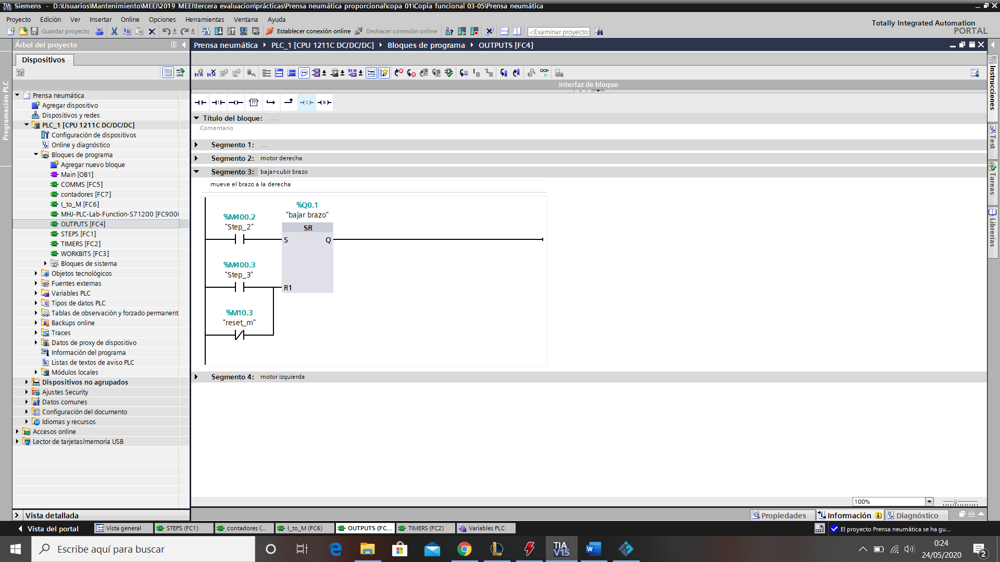 Siemens - D:\Usuarios\Mantenimiento\MEEI\2019 MEEI\tercera evaluacion\prácticas\Prensa neumática proporcional\copa 01\Copia funcional 03-05\Prensa neumática
Proyecto Edición Ver Insertar Online Opciones Herramientas Ventana Ayuda
Totally Integrated Automation
PORTAL
Guardar proyecto
Establecer conexión online
Deshacer conexión online
<Examinar proyecto>
Árbol del proyecto
Prensa neumática PLC_1 [CPU 1211C DC/DC/DC] Bloques de programa OUTPUTS [FC4]
Dispositivos
Programación PLC
Prensa neumática
Agregar dispositivo
Dispositivos y redes
PLC_1 [CPU 1211C DC/DC/DC]
Configuración de dispositivos
Online y diagnóstico
Bloques de programa
Agregar nuevo bloque
Main [OB1]
COMMS [FC5]
contadores [FC7]
I_to_M [FC6]
MHJ-PLC-Lab-Function-S71200 [FC9000
OUTPUTS [FC4]
STEPS [FC1]
TIMERS [FC2]
WORKBITS [FC3]
Bloques de sistema
Objetos tecnológicos
Fuentes externas
Variables PLC
Tipos de datos PLC
Tablas de observación y forzado permanent
Backups online
Traces
Datos de proxy de dispositivo
Información del programa
Listas de textos de aviso PLC
Módulos locales
Dispositivos no agrupados
Ajustes Security
Datos comunes
Configuración del documento
Idiomas y recursos
Accesos online
Lector de tarjetas/memoria USB
Vista detallada
Interfaz de bloque
Título del bloque: .....
Comentario
Segmento 1: .....
Segmento 2: motor derecha
Segmento 3: bajar-subir brazo
mueve el brazo a la derecha
%Q0.1
"bajar brazo"
%M400.2
"Step_2"
SR
S Q
%M400.3
"Step_3"
R1
%M10.3
"reset_m"
Segmento 4: motor izquierda
Instrucciones
Test
Tareas
Librerías
100%
Propiedades Información Diagnóstico
Vista del portal
Vista general
STEPS (FC1)
contadores (...
I_to_M (FC6)
OUTPUTS (FC...
TIMERS (FC2)
Variables PLC
El proyecto Prensa neumática se ha gu...
Escribe aquí para buscar
TIA
V15
0:24
24/05/2020
2